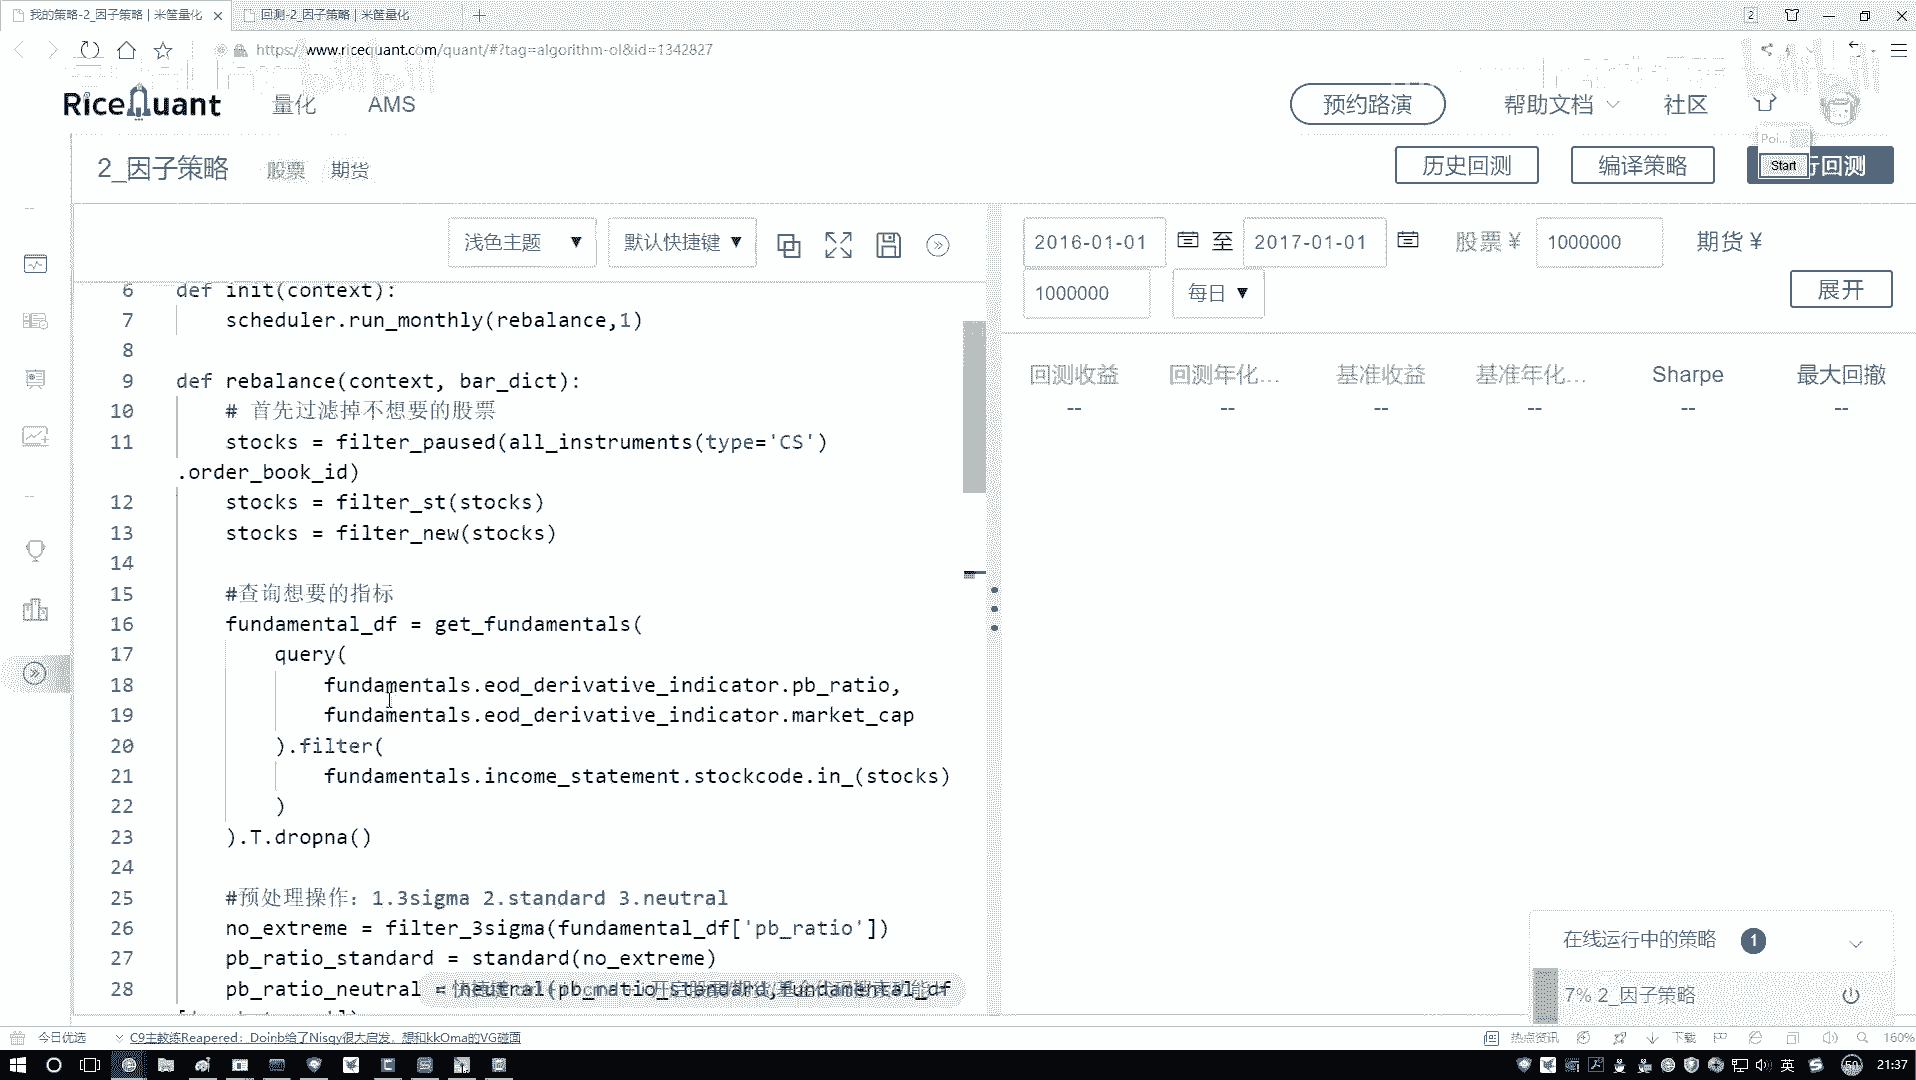 我的策略-2_因子策略 | 米筐量化
回测-2_因子策略 | 米筐量化
2
https://www.ricequant.com/quant/#?tag=algorithm-ol&id=1342827
RiceQuant 量化 AMS 预约路演 帮助文档 社区
2_因子策略 股票 期货 历史回测 编译策略 Start 行回测
Poi...
浅色主题 ▼ 默认快捷键 ▼
2016-01-01 至 2017-01-01 股票 ¥ 1000000 期货 ¥
1000000 每日 ▼ 展开
回测收益 回测年化... 基准收益 基准年化... Sharpe 最大回撤
-- -- -- -- -- --
6 def init(context):
7 scheduler.run_monthly(rebalance,1)
8
9 def rebalance(context, bar_dict):
10 # 首先过滤掉不想要的股票
11 stocks = filter_paused(all_instruments(type='CS')
.order_book_id)
12 stocks = filter_st(stocks)
13 stocks = filter_new(stocks)
14
15 #查询想要的指标
16 fundamental_df = get_fundamentals(
17 query(
18 fundamentals.eod_derivative_indicator.pb_ratio,
19 fundamentals.eod_derivative_indicator.market_cap
20 ).filter(
21 fundamentals.income_statement.stockcode.in_(stocks)
22 )
23 ).T.dropna()
24
25 #预处理操作：1.3sigma 2.standard 3.neutral
26 no_extreme = filter_3sigma(fundamental_df['pb_ratio'])
27 pb_ratio_standard = standard(no_extreme)
28 pb_ratio_neutral = neutral(pb_ratio_standard,fundamental_df
在线运行中的策略 1
7% 2_因子策略
今日优选 C9主教练Reapered：Doinb给了Nisqy很大启发，想和kkOma的VG碰面 热点资讯 下载 160%
英 50 21:37